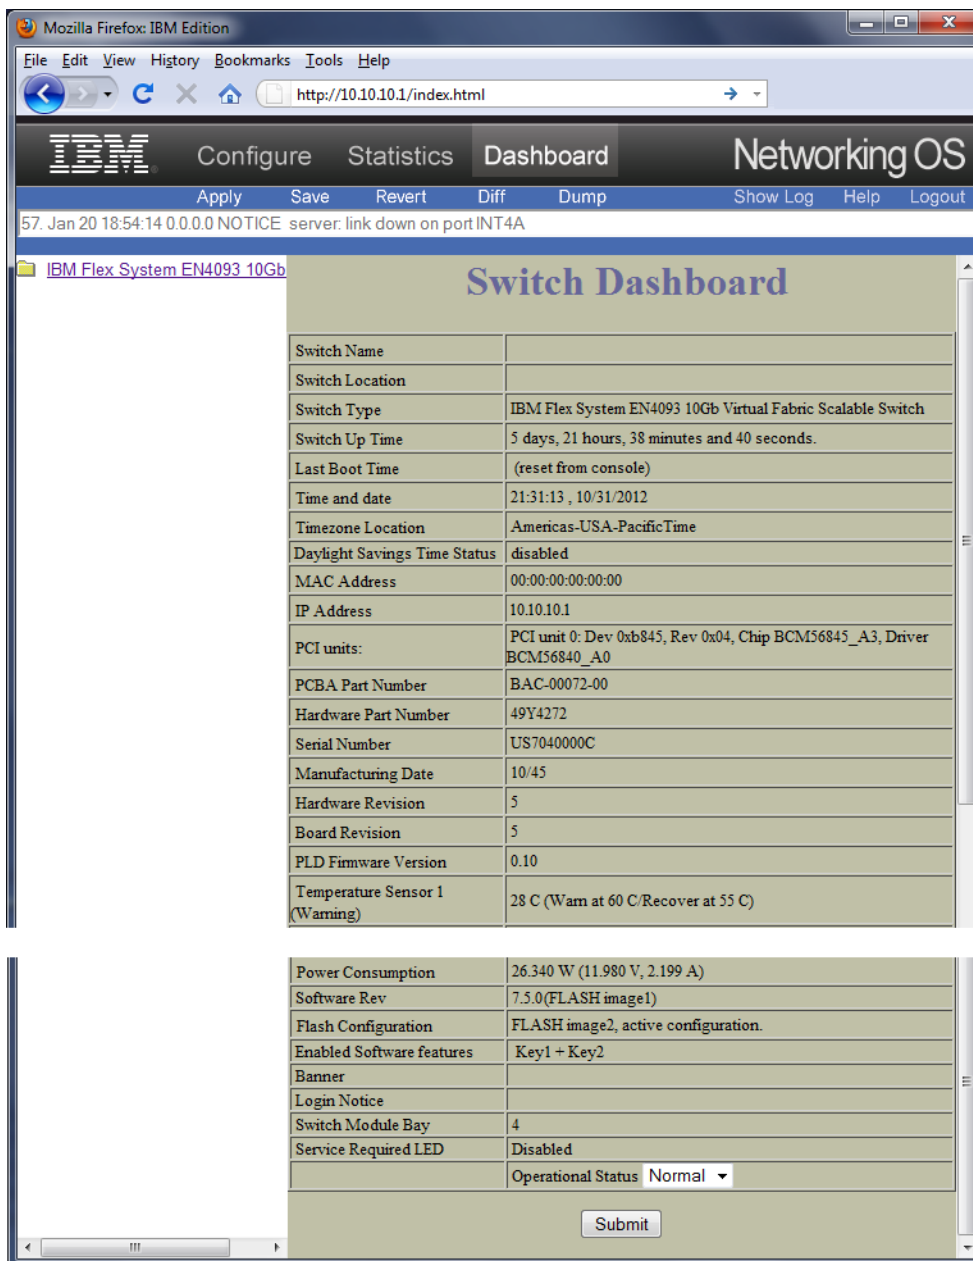 Mozilla Firefox: IBM Edition
File Edit View History Bookmarks Tools Help
http://10.10.10.1/index.html
IBM. Configure Statistics Dashboard Networking OS
Apply Save Revert Diff Dump Show Log Help Logout
57. Jan 20 18:54:14 0.0.0.0 NOTICE server: link down on port INT4A
IBM Flex System EN4093 10Gb
Switch Dashboard
Switch Name
Switch Location
Switch Type IBM Flex System EN4093 10Gb Virtual Fabric Scalable Switch
Switch Up Time 5 days, 21 hours, 38 minutes and 40 seconds.
Last Boot Time (reset from console)
Time and date 21:31:13 , 10/31/2012
Timezone Location Americas-USA-PacificTime
Daylight Savings Time Status disabled
MAC Address 00:00:00:00:00:00
IP Address 10.10.10.1
PCI units: PCI unit 0: Dev 0xb845, Rev 0x04, Chip BCM56845_A3, Driver
BCM56840_A0
PCBA Part Number BAC-00072-00
Hardware Part Number 49Y4272
Serial Number US7040000C
Manufacturing Date 10/45
Hardware Revision 5
Board Revision 5
PLD Firmware Version 0.10
Temperature Sensor 1
(Warning) 28 C (Warn at 60 C/Recover at 55 C)
Power Consumption 26.340 W (11.980 V, 2.199 A)
Software Rev 7.5.0(FLASH image1)
Flash Configuration FLASH image2, active configuration.
Enabled Software features Key1 + Key2
Banner
Login Notice
Switch Module Bay 4
Service Required LED Disabled
Operational Status Normal
Submit